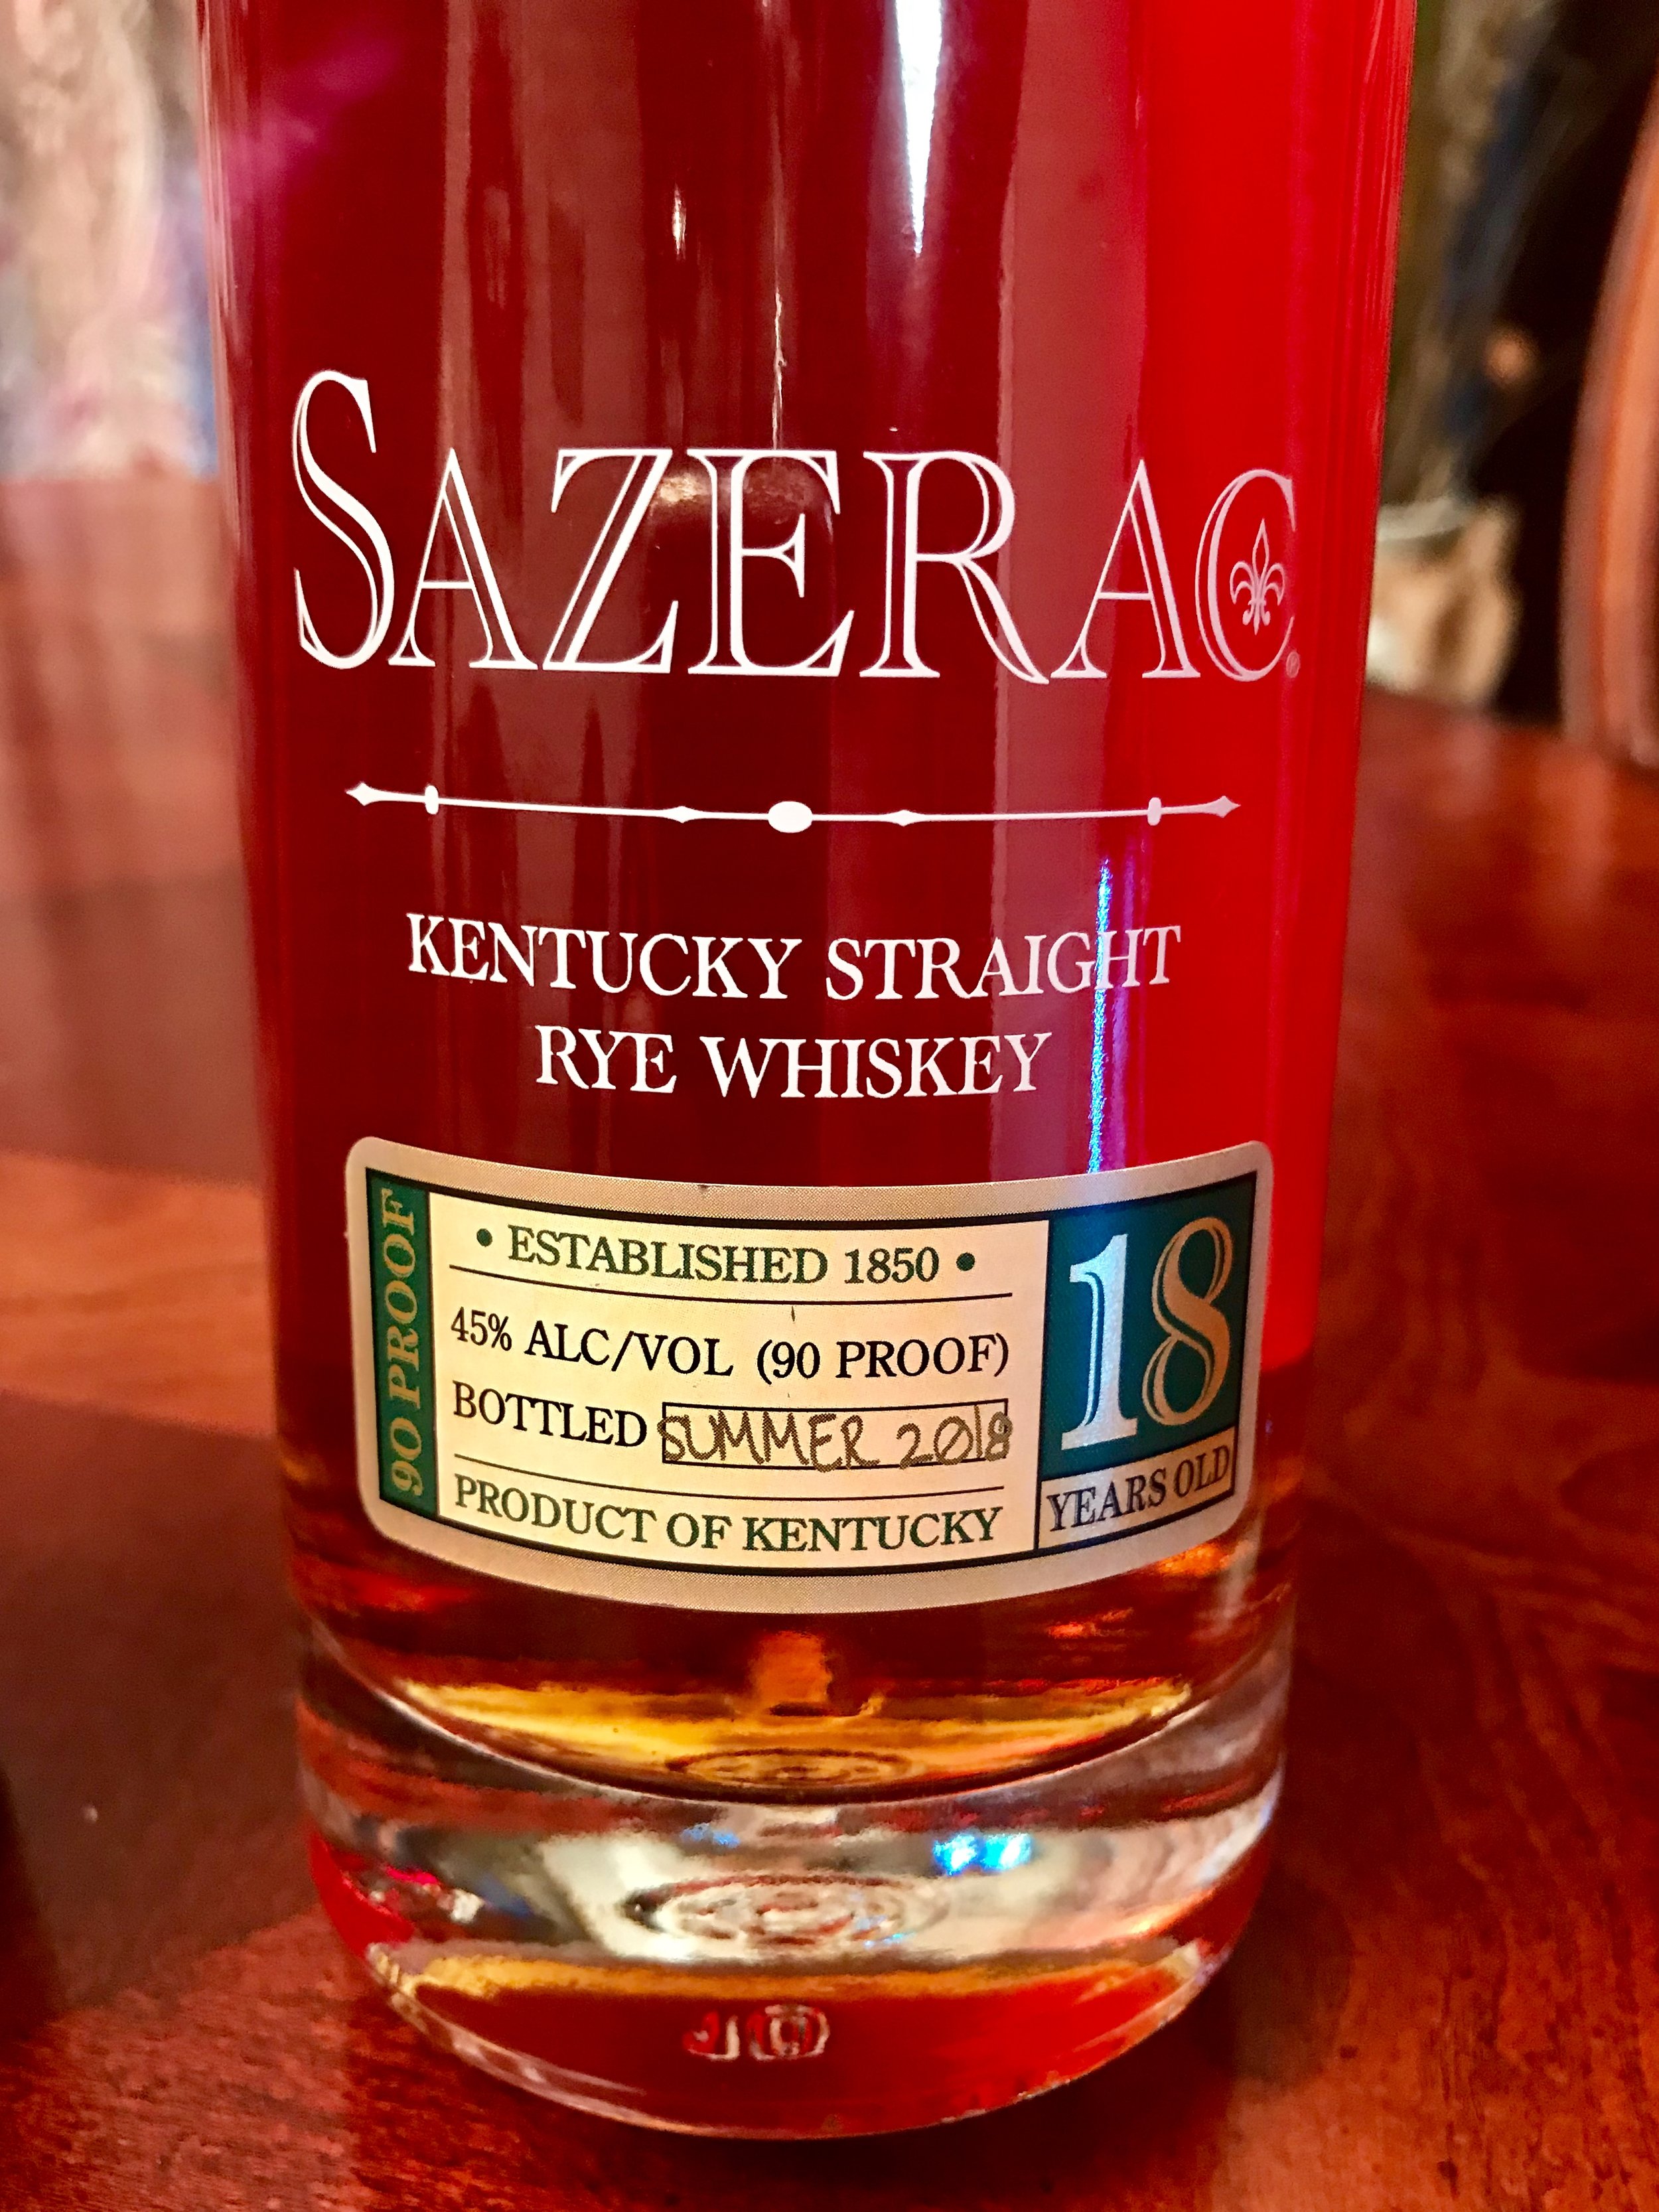 SAZERAC®
KENTUCKY STRAIGHT
RYE WHISKEY
90 PROOF
• ESTABLISHED 1850 •
45% ALC/VOL (90 PROOF)
BOTTLED SUMMER 2018
PRODUCT OF KENTUCKY
18
YEARS OLD